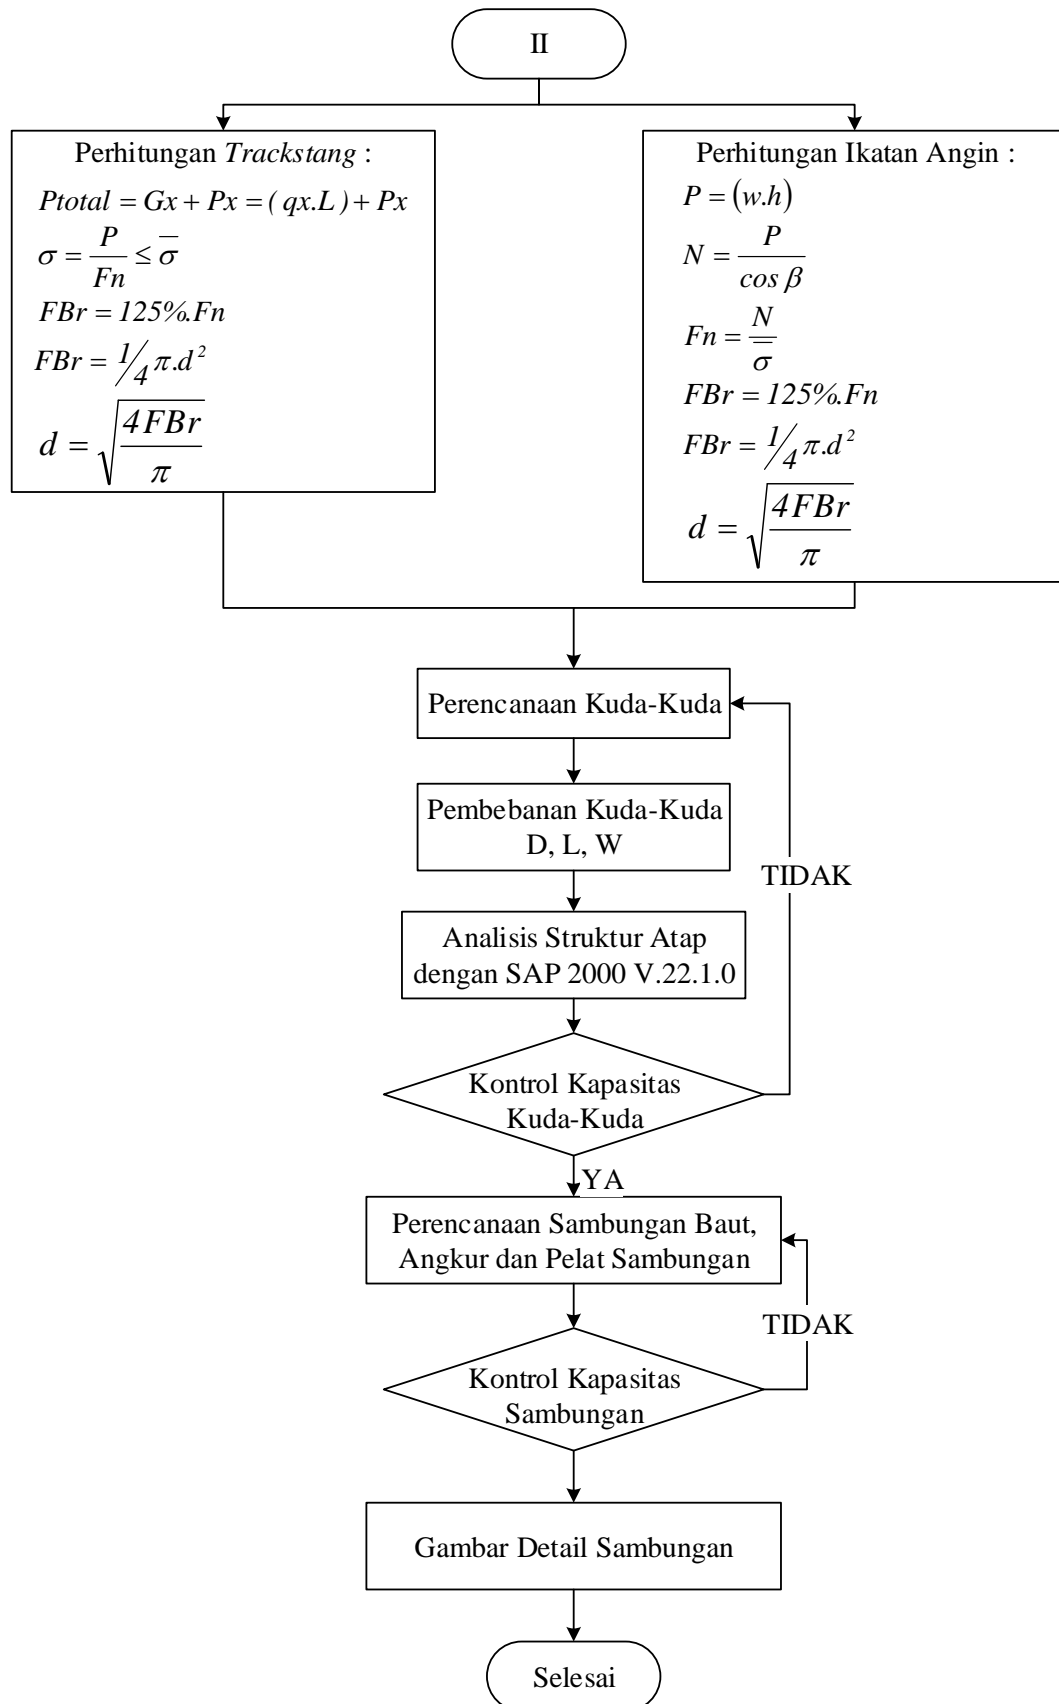 II
Perhitungan Trackstang :
Ptotal = Gx + Px = ( qx.L ) + Px
σ = P/Fn ≤ σ̅
FBr = 125%.Fn
FBr = 1/4 π.d²
d = √(4FBr/π)
Perhitungan Ikatan Angin :
P = (w.h)
N = P/cos β
Fn = N/σ̅
FBr = 125%.Fn
FBr = 1/4 π.d²
d = √(4FBr/π)
Perencanaan Kuda-Kuda
Pembebanan Kuda-Kuda
D, L, W
TIDAK
Analisis Struktur Atap
dengan SAP 2000 V.22.1.0
Kontrol Kapasitas
Kuda-Kuda
YA
Perencanaan Sambungan Baut,
Angkur dan Pelat Sambungan
TIDAK
Kontrol Kapasitas
Sambungan
Gambar Detail Sambungan
Selesai